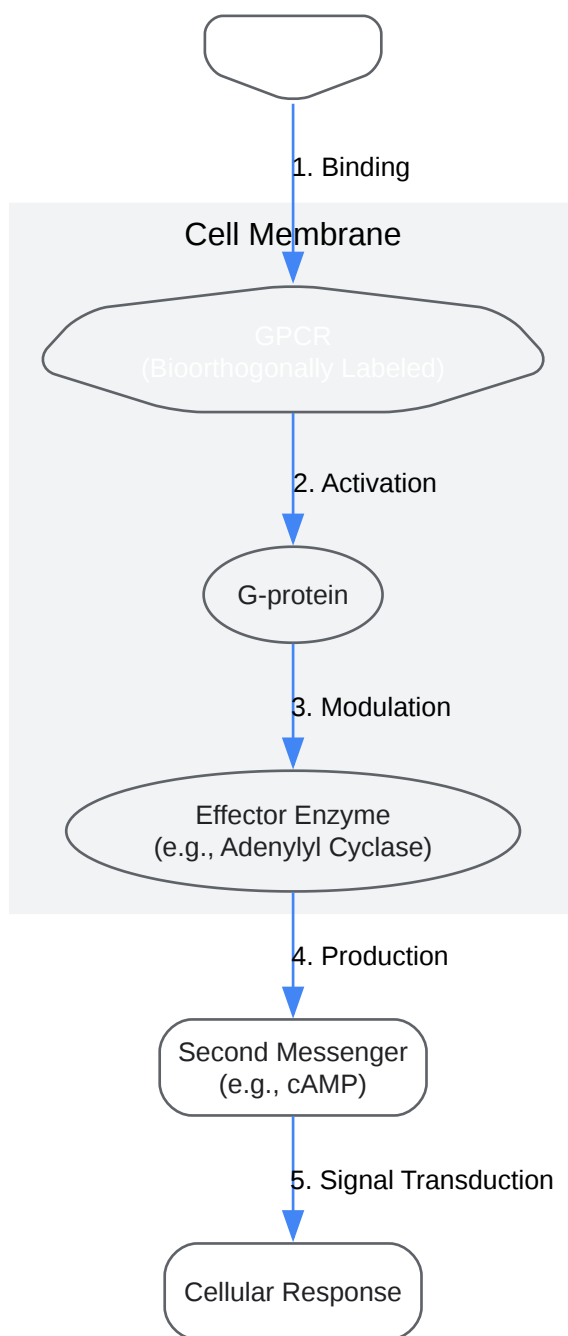 1. Binding
Cell Membrane
GPCR
(Bioorthogonally Labeled)
2. Activation
G-protein
3. Modulation
Effector Enzyme
(e.g., Adenylyl Cyclase)
4. Production
Second Messenger
(e.g., cAMP)
5. Signal Transduction
Cellular Response